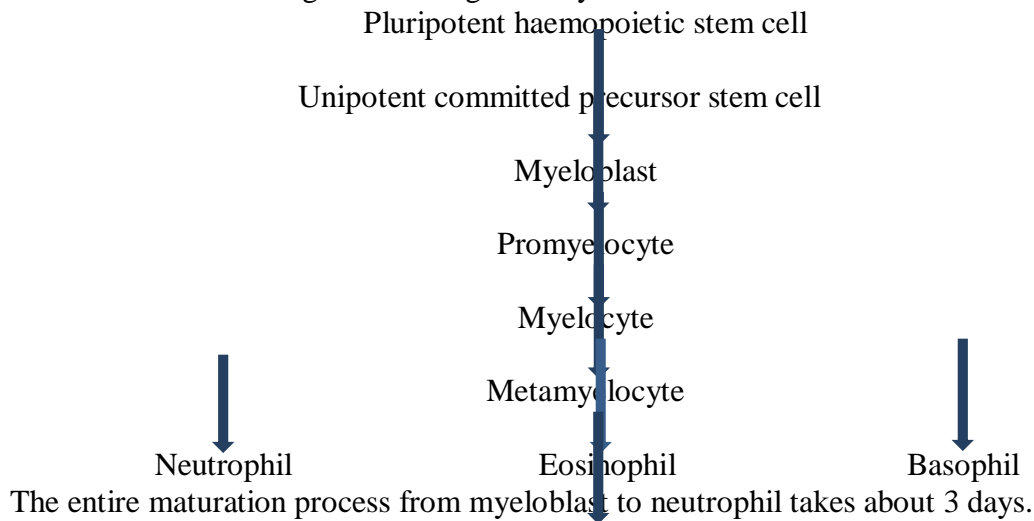 Pluripotent haemopoietic stem cell
Unipotent committed precursor stem cell
Myeloblast
Promyelocyte
Myelocyte
Metamyelocyte
Neutrophil Eosinophil Basophil
The entire maturation process from myeloblast to neutrophil takes about 3 days.